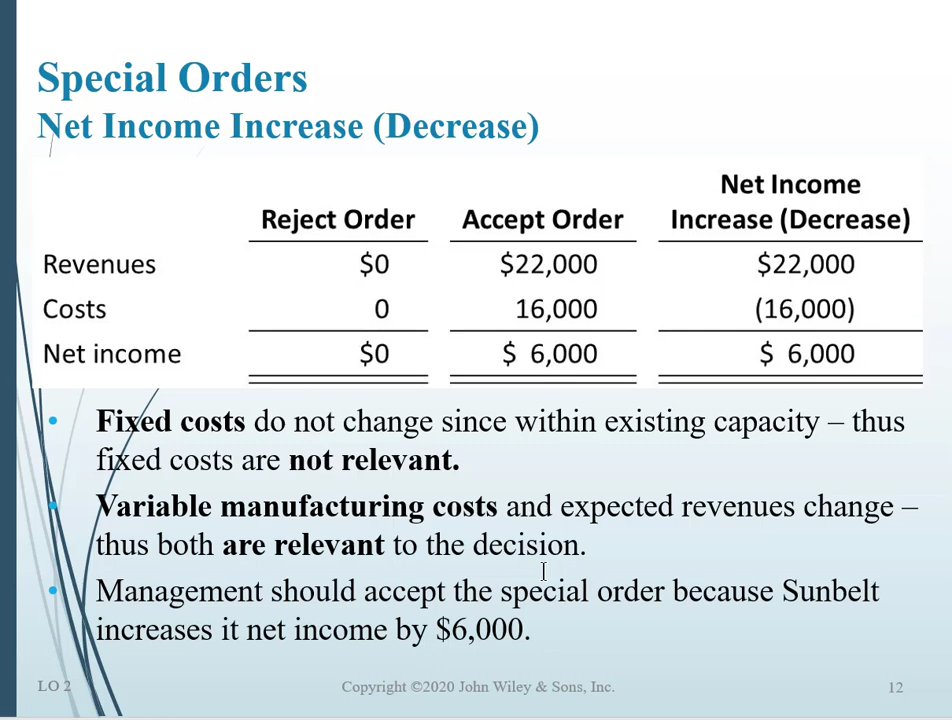 Special Orders
Net Income Increase (Decrease)
Net Income
Reject Order Accept Order Increase (Decrease)
Revenues $0 $22,000 $22,000
Costs 0 16,000 (16,000)
Net income $0 $ 6,000 $ 6,000
• Fixed costs do not change since within existing capacity – thus
fixed costs are not relevant.
• Variable manufacturing costs and expected revenues change –
thus both are relevant to the decision.
• Management should accept the special order because Sunbelt
increases it net income by $6,000.
LO 2 Copyright ©2020 John Wiley & Sons, Inc. 12